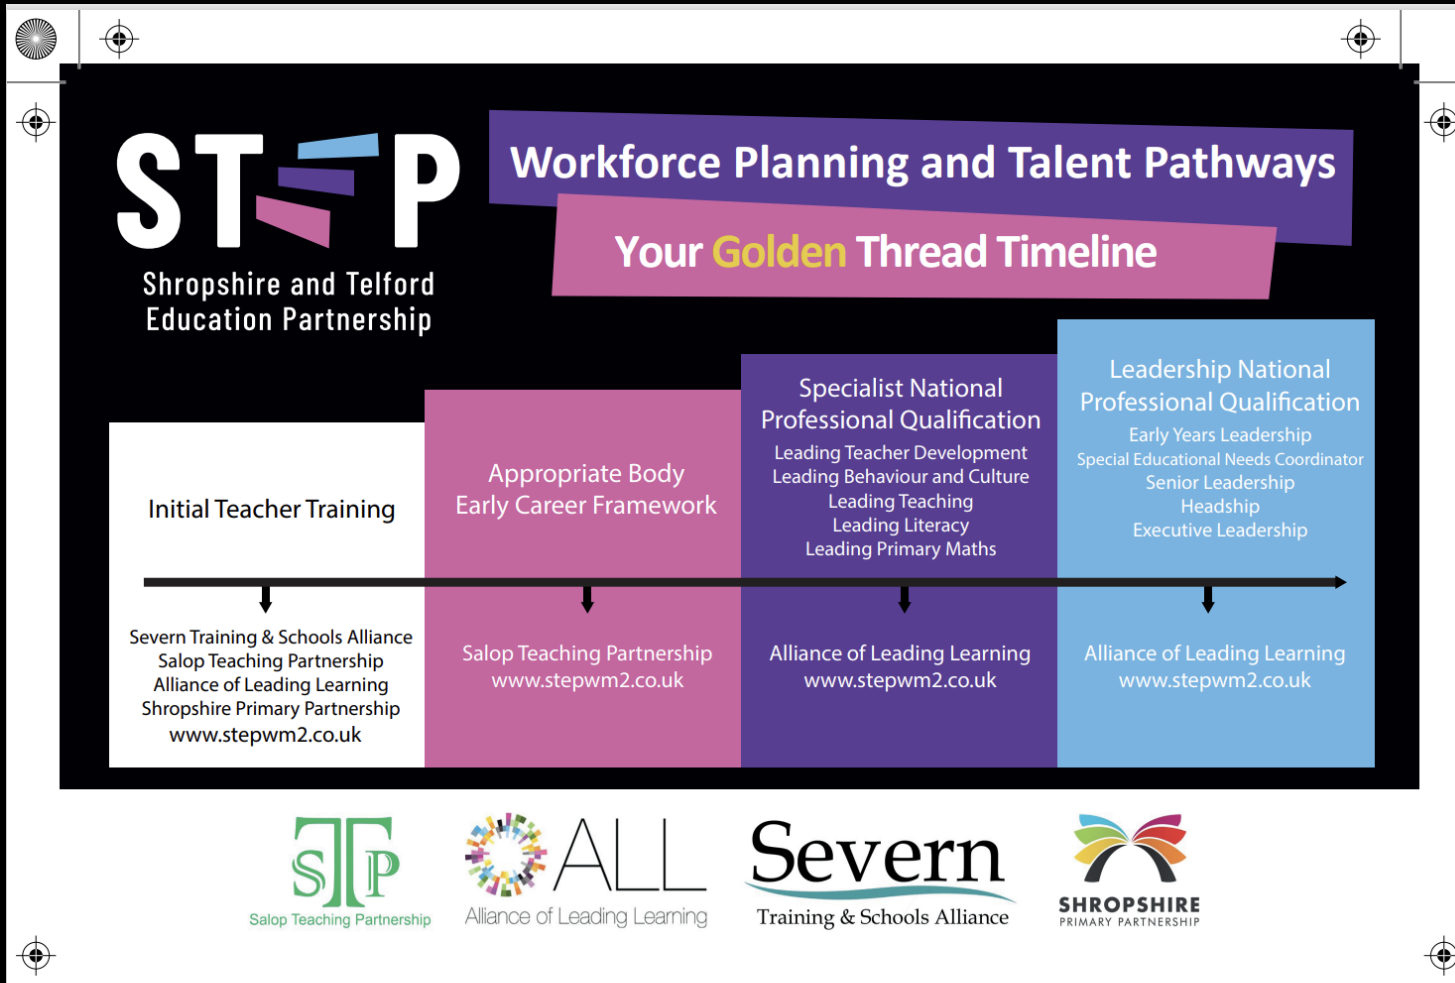 STEP
Shropshire and Telford
Education Partnership
Workforce Planning and Talent Pathways
Your Golden Thread Timeline
Initial Teacher Training
Severn Training & Schools Alliance
Salop Teaching Partnership
Alliance of Leading Learning
Shropshire Primary Partnership
www.stepwm2.co.uk
Appropriate Body
Early Career Framework
Salop Teaching Partnership
www.stepwm2.co.uk
Specialist National
Professional Qualification
Leading Teacher Development
Leading Behaviour and Culture
Leading Teaching
Leading Literacy
Leading Primary Maths
Alliance of Leading Learning
www.stepwm2.co.uk
Leadership National
Professional Qualification
Early Years Leadership
Special Educational Needs Coordinator
Senior Leadership
Headship
Executive Leadership
Alliance of Leading Learning
www.stepwm2.co.uk
STP
Salop Teaching Partnership
ALL
Alliance of Leading Learning
Severn
Training & Schools Alliance
SHROPSHIRE
PRIMARY PARTNERSHIP